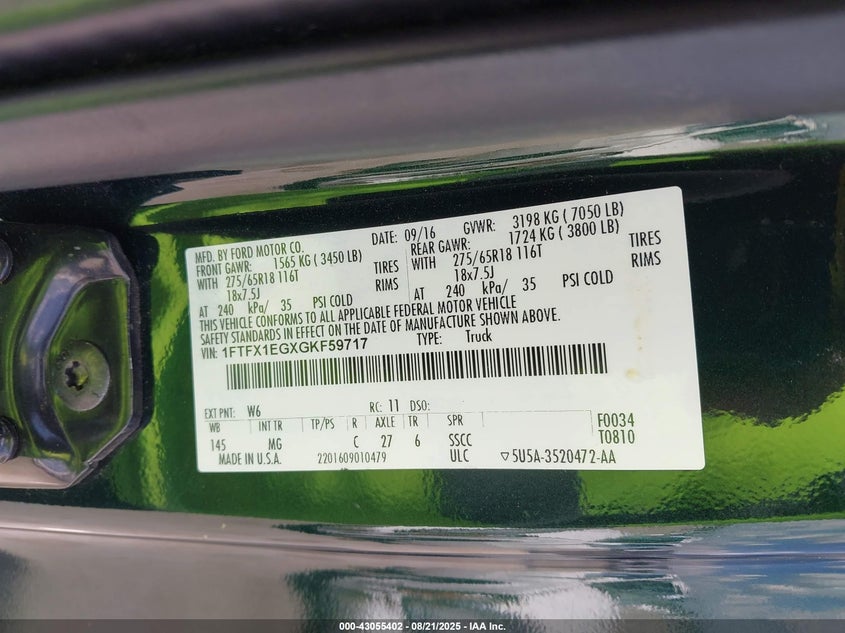 MFD. BY FORD MOTOR CO.
DATE: 09/16 GVWR: 3198 KG ( 7050 LB)
FRONT GAWR: 1565 KG ( 3450 LB) REAR GAWR: 1724 KG ( 3800 LB)
WITH 275/65R18 116T TIRES WITH 275/65R18 116T TIRES
18x7.5J RIMS 18x7.5J RIMS
AT 240 kPa/ 35 PSI COLD AT 240 kPa/ 35 PSI COLD
THIS VEHICLE CONFORMS TO ALL APPLICABLE FEDERAL MOTOR VEHICLE
SAFETY STANDARDS IN EFFECT ON THE DATE OF MANUFACTURE SHOWN ABOVE.
VIN: 1FTFX1EGXGKF59717 TYPE: Truck
EXT PNT: W6 RC: 11 DSO:
WB INT TR TP/PS R AXLE TR SPR F0034
145 MG C 27 6 SSCC T0810
MADE IN U.S.A. 2201609010479 ULC ▽5U5A-3520472-AA
000-43055402 - 08/21/2025 - IAA Inc.